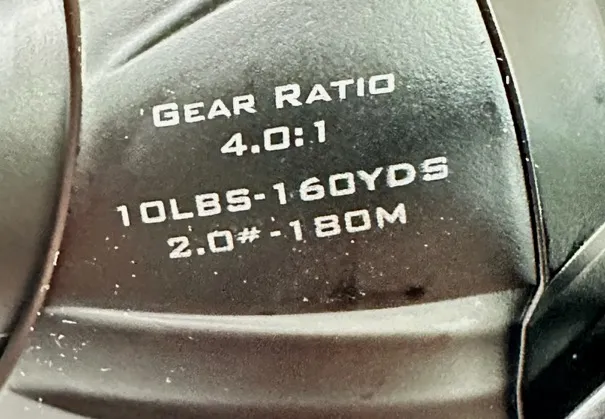 GEAR RATIO
4.0:1
10LBS-160YDS
2.0#-180M